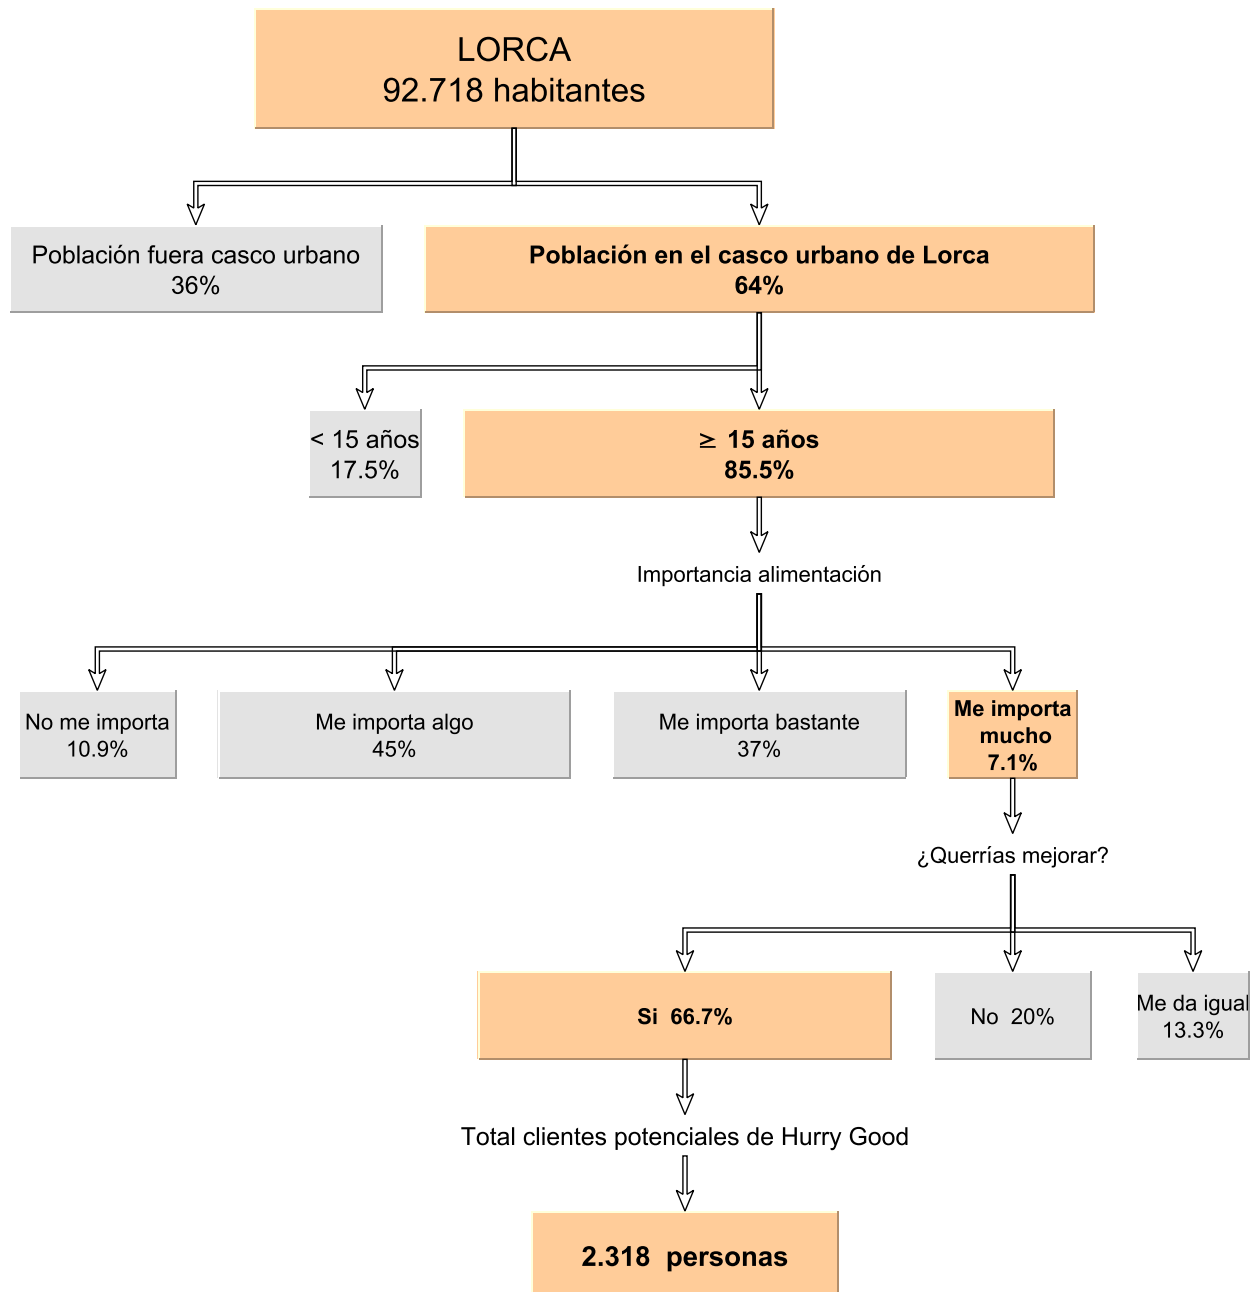 LORCA
92.718 habitantes
Población fuera casco urbano
36%
Población en el casco urbano de Lorca
64%
< 15 años
17.5%
≥ 15 años
85.5%
Importancia alimentación
No me importa
10.9%
Me importa algo
45%
Me importa bastante
37%
Me importa
mucho
7.1%
¿Querrías mejorar?
Si 66.7%
No 20%
Me da igual
13.3%
Total clientes potenciales de Hurry Good
2.318 personas